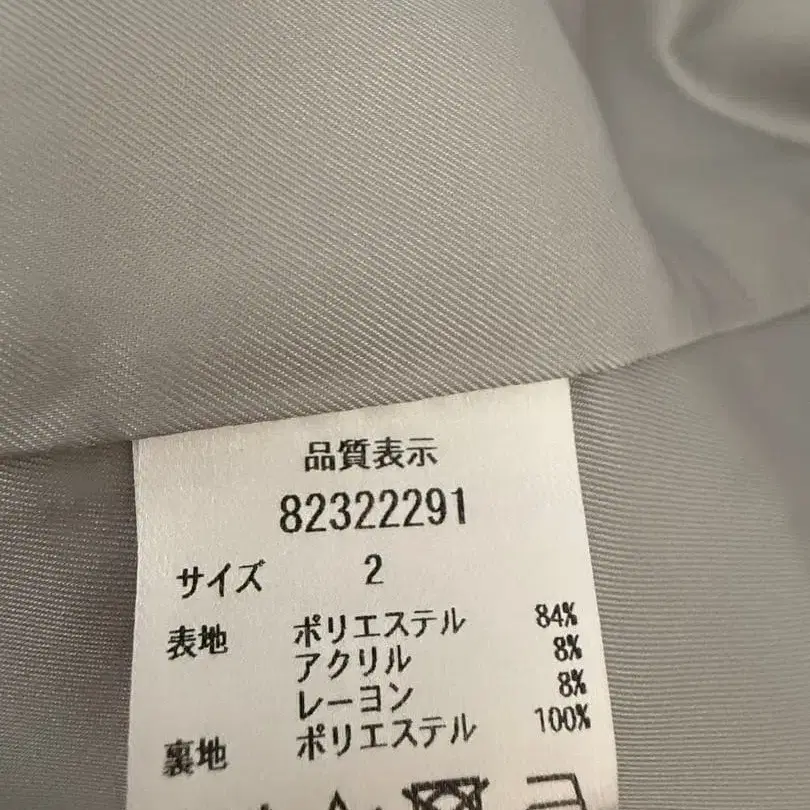 品質表示
82322291
サイズ 2
表地 ポリエステル 84%
アクリル 8%
レーヨン 8%
裏地 ポリエステル 100%